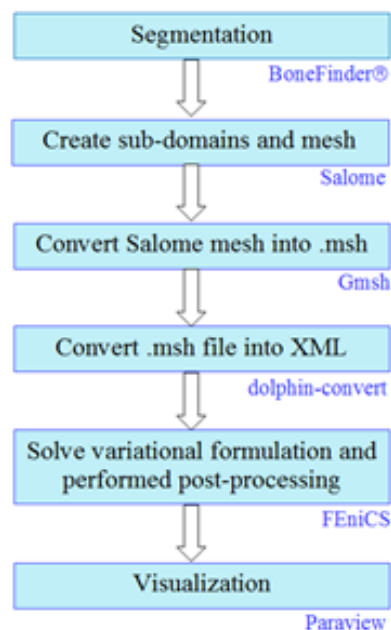 Segmentation
BoneFinder®
Create sub-domains and mesh
Salome
Convert Salome mesh into .msh
Gmsh
Convert .msh file into XML
dolphin-convert
Solve variational formulation and
performed post-processing
FEniCS
Visualization
Paraview